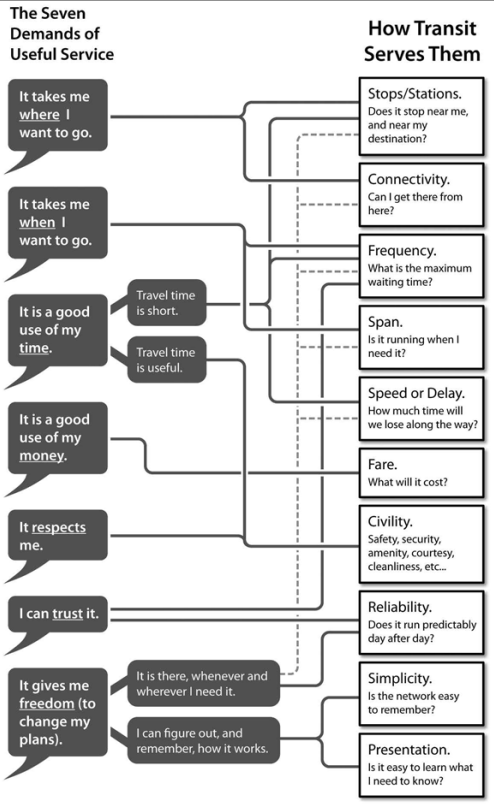 The Seven
Demands of
Useful Service
How Transit
Serves Them
It takes me
where I
want to go.
It takes me
when I
want to go.
It is a good
use of my
time.
Travel time
is short.
Travel time
is useful.
It is a good
use of my
money.
It respects
me.
I can trust it.
It gives me
freedom (to
change my
plans).
It is there, whenever and
wherever I need it.
I can figure out, and
remember, how it works.
Stops/Stations.
Does it stop near me,
and near my
destination?
Connectivity.
Can I get there from
here?
Frequency.
What is the maximum
waiting time?
Span.
Is it running when I
need it?
Speed or Delay.
How much time will
we lose along the way?
Fare.
What will it cost?
Civility.
Safety, security,
amenity, courtesy,
cleanliness, etc...
Reliability.
Does it run predictably
day after day?
Simplicity.
Is the network easy
to remember?
Presentation.
Is it easy to learn what
I need to know?